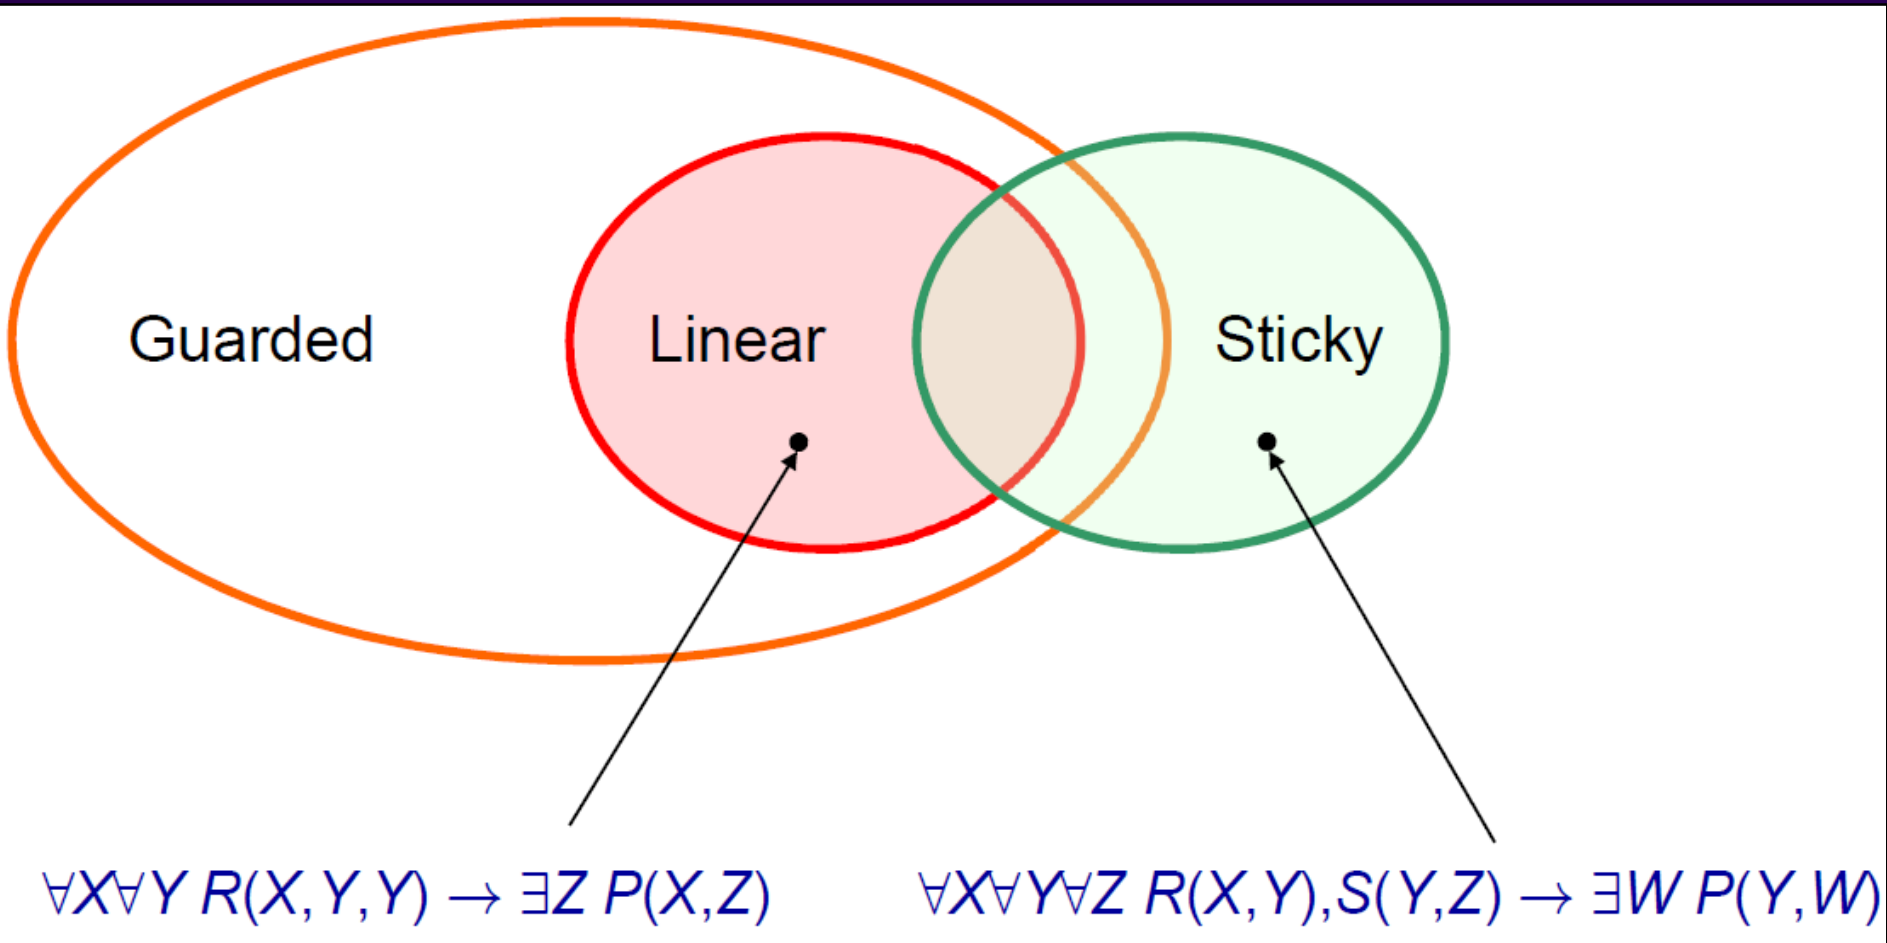 Guarded Linear Sticky
∀X∀Y R(X,Y,Y) → ∃Z P(X,Z)
∀X∀Y∀Z R(X,Y),S(Y,Z) → ∃W P(Y,W)